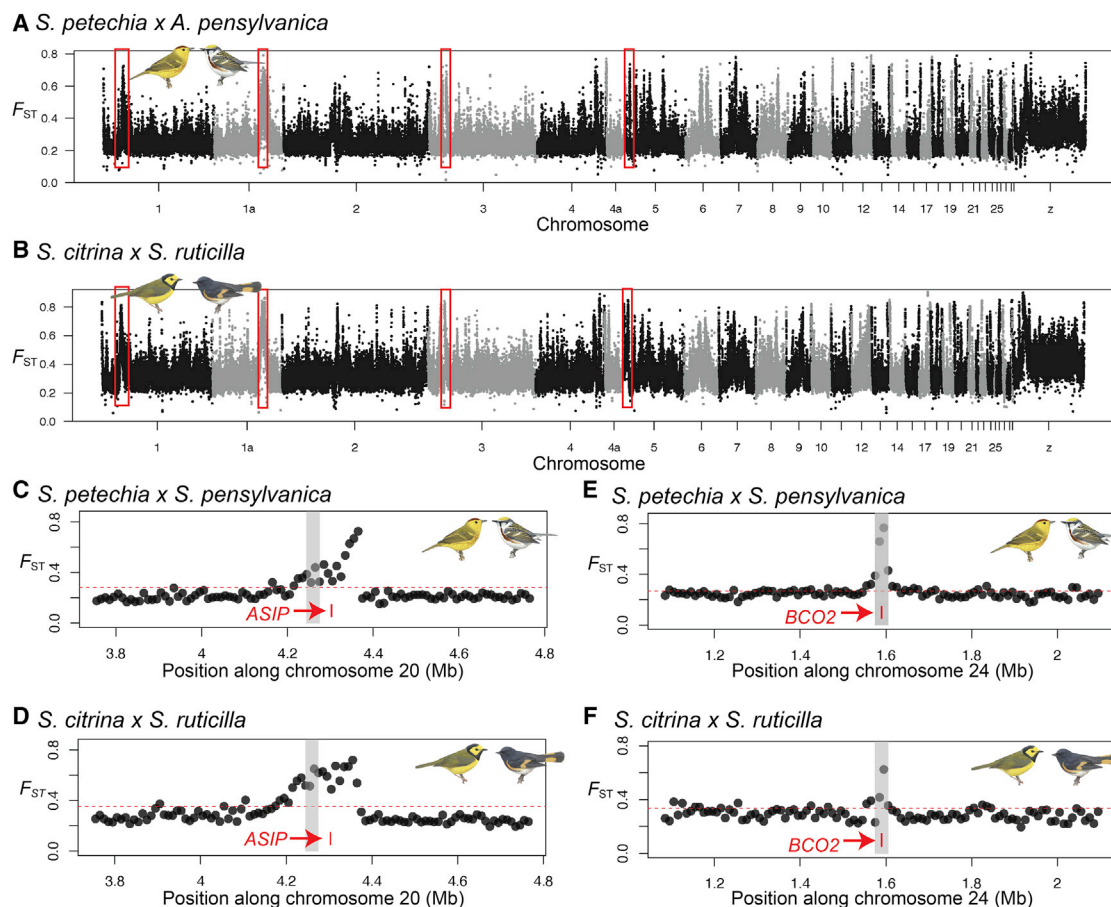 A S. petechia x A. pensylvanica
FST
0.8
0.6
0.4
0.2
0.0
1 1a 2 3 4 4a 5 6 7 8 9 10 12 14 17 19 21 25 z
Chromosome
B S. citrina x S. ruticilla
FST
0.8
0.6
0.4
0.2
0.0
1 1a 2 3 4 4a 5 6 7 8 9 10 12 14 17 19 21 25 z
Chromosome
C S. petechia x S. pensylvanica
FST
0.8
0.4
0.0
ASIP
3.8 4 4.2 4.4 4.6 4.8
Position along chromosome 20 (Mb)
D S. citrina x S. ruticilla
FST
0.8
0.4
0.0
ASIP
3.8 4 4.2 4.4 4.6 4.8
Position along chromosome 20 (Mb)
E S. petechia x S. pensylvanica
FST
0.8
0.4
0.0
BCO2
1.2 1.4 1.6 1.8 2
Position along chromosome 24 (Mb)
F S. citrina x S. ruticilla
FST
0.8
0.4
0.0
BCO2
1.2 1.4 1.6 1.8 2
Position along chromosome 24 (Mb)